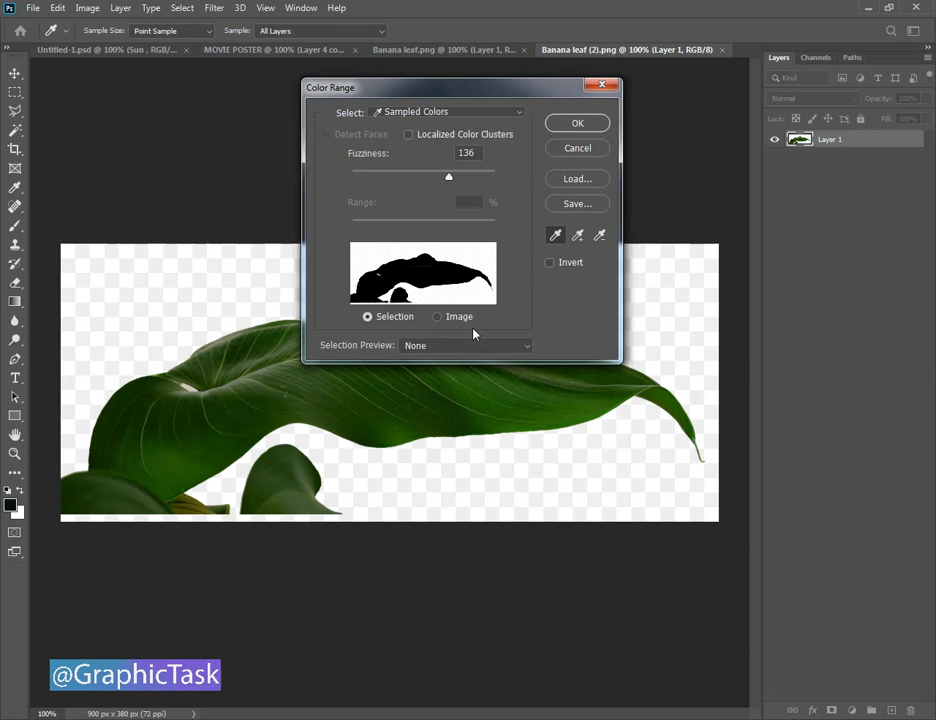 Ps File Edit Image Layer Type Select Filter 3D View Window Help
Sample Size: Point Sample Sample: All Layers
Untitled-1.psd @ 100% (Sun , RGB/... × MOVIE POSTER @ 100% (Layer 4 co... × Banana leaf.png @ 100% (Layer 1, R... × Banana leaf (2).png @ 100% (Layer 1, RGB/8) ×
Layers Channels Paths
Kind
Normal Opacity: 100%
Lock: Fill: 100%
Layer 1
Color Range
Select: Sampled Colors
Detect Faces Localized Color Clusters
Fuzziness: 136
Range: %
Selection Image
Selection Preview: None
OK
Cancel
Load...
Save...
Invert
@GraphicTask
100% 900 px x 380 px (72 ppi)